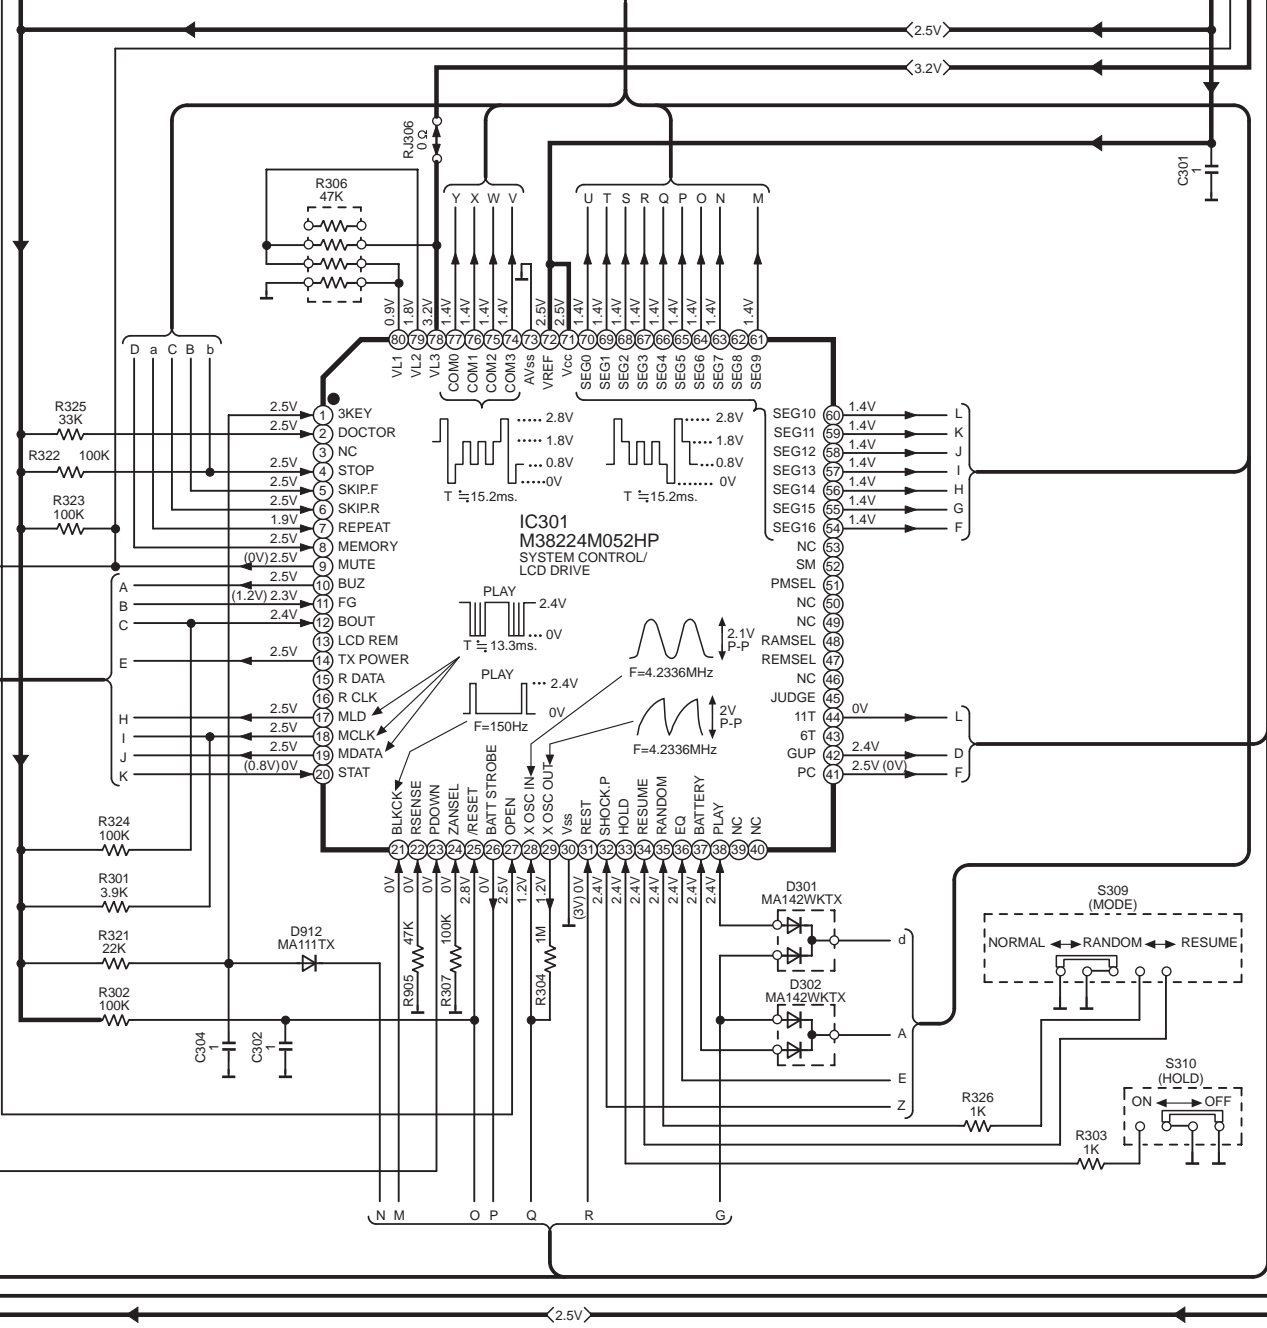 2.5V
3.2V
RJ306
0 Ω
C301
1
R306
47K
Y X W V
U T S R Q P O N M
0.9V 1.8V 3.2V 1.4V 1.4V 1.4V 1.4V 2.5V 2.5V 1.4V 1.4V 1.4V 1.4V 1.4V 1.4V 1.4V 1.4V 1.4V
80 79 78 77 76 75 74 73 72 71 70 69 68 67 66 65 64 63 62 61
VL1 VL2 VL3 COM0 COM1 COM2 COM3 AVss VREF Vcc SEG0 SEG1 SEG2 SEG3 SEG4 SEG5 SEG6 SEG7 SEG8 SEG9
D a C B b
R325
33K
R322 100K
R323
100K
2.5V 1 3KEY
2.5V 2 DOCTOR
3 NC
2.5V 4 STOP
2.5V 5 SKIP.F
2.5V 6 SKIP.R
1.9V 7 REPEAT
2.5V 8 MEMORY
(0V) 2.5V 9 MUTE
A 2.5V 10 BUZ
B (1.2V) 2.3V 11 FG
C 2.4V 12 BOUT
13 LCD REM
E 2.5V 14 TX POWER
15 R DATA
16 R CLK
H 2.5V 17 MLD
I 2.5V 18 MCLK
J 2.5V 19 MDATA
K (0.8V) 0V 20 STAT
2.8V
1.8V
0.8V
0V
T ≒15.2ms.
2.8V
1.8V
0.8V
0V
T ≒15.2ms.
IC301
M38224M052HP
SYSTEM CONTROL/
LCD DRIVE
PLAY
2.4V
0V
T ≒ 13.3ms.
PLAY
2.4V
0V
F=150Hz
2.1V
P-P
F=4.2336MHz
2V
P-P
F=4.2336MHz
SEG10 60 1.4V L
SEG11 59 1.4V K
SEG12 58 1.4V J
SEG13 57 1.4V I
SEG14 56 1.4V H
SEG15 55 1.4V G
SEG16 54 1.4V F
NC 53
SM 52
PMSEL 51
NC 50
NC 49
RAMSEL 48
REMSEL 47
NC 46
JUDGE 45
11T 44 0V L
6T 43
GUP 42 2.4V D
PC 41 2.5V (0V) F
BLKCK RSENSE PDOWN ZANSEL /RESET BATT STROBE OPEN X OSC IN X OSC OUT Vss REST SHOCK.P HOLD RESUME RANDOM EQ BATTERY PLAY NC NC
21 22 23 24 25 26 27 28 29 30 31 32 33 34 35 36 37 38 39 40
0V 0V 0V 0V 2.8V 0V 2.5V 1.2V 1.2V (3V) 0V 2.4V 2.4V 2.4V 2.4V 2.4V 2.4V 2.4V
R324
100K
R301
3.9K
R321
22K
R302
100K
D912
MA111TX
C304
1
C302
1
R905 47K
R307 100K
R304 1M
D301
MA142WKTX
D302
MA142WKTX
d
A
E
Z
S309
(MODE)
NORMAL RANDOM RESUME
S310
(HOLD)
ON OFF
R326
1K
R303
1K
N M O P Q R G
2.5V